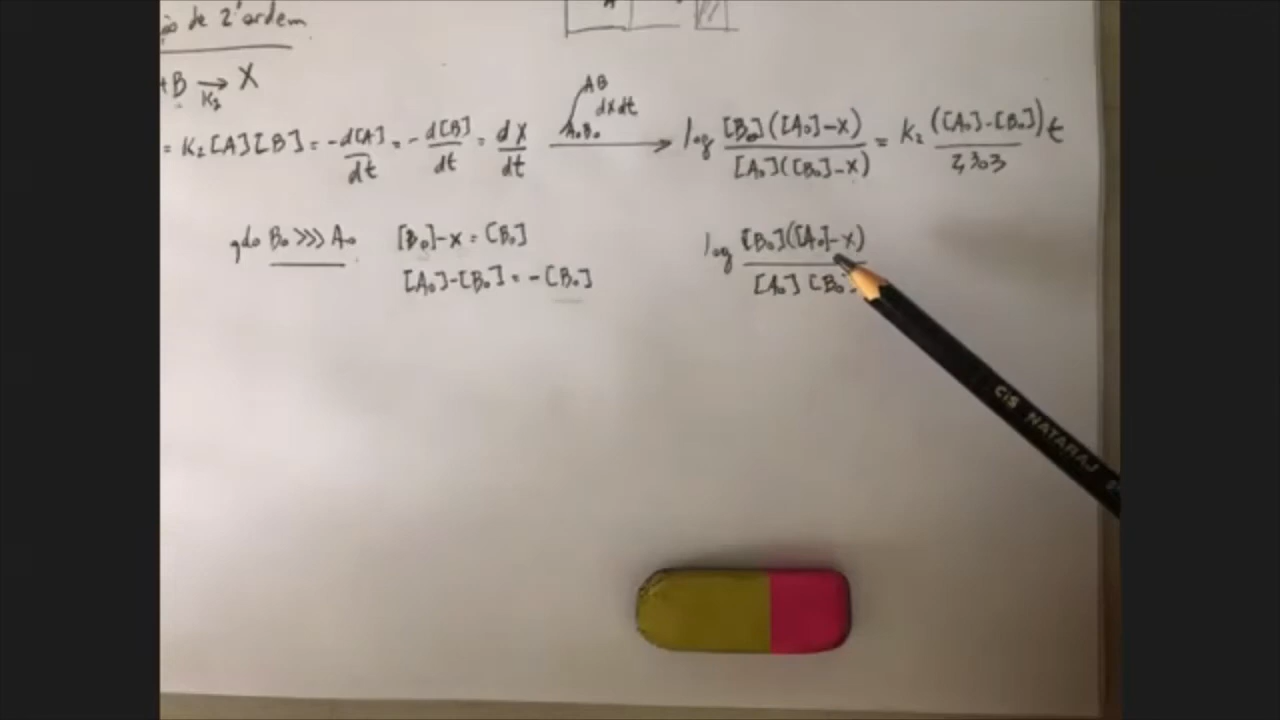 de 2ª ordem
+ B → X
K₂
= K₂[A][B] = -d[A]/dt = -d[B]/dt = dx/dt ∫ A₀B₀ AB dxdt → log [B₀]([A₀]-x)/[A₀]([B₀]-x) = K₂ ([A₀]-[B₀])/2,303 t
qdo B₀ >>> A₀ [B₀]-x = [B₀] log [B₀]([A₀]-x)/[A₀][B₀]
[A₀]-[B₀] = -[B₀]
CIS NATARAJ